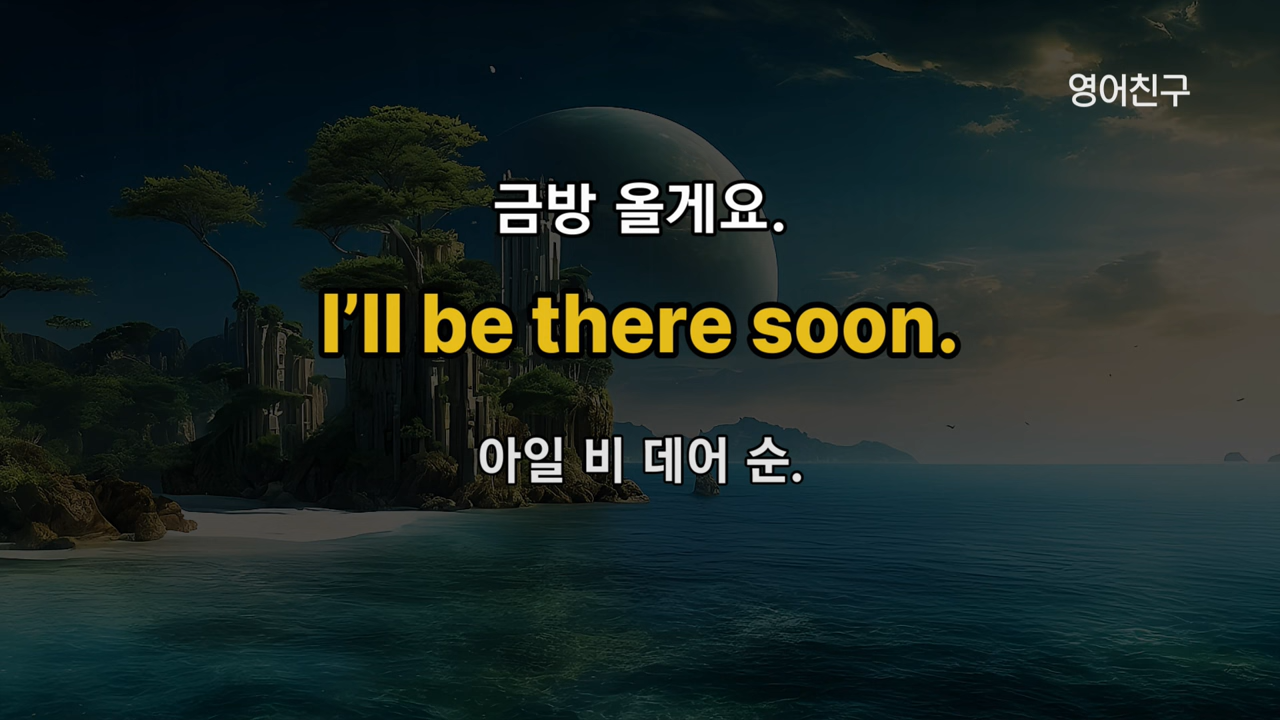 영어친구
금방 올게요.
I’ll be there soon.
아일 비 데어 순.